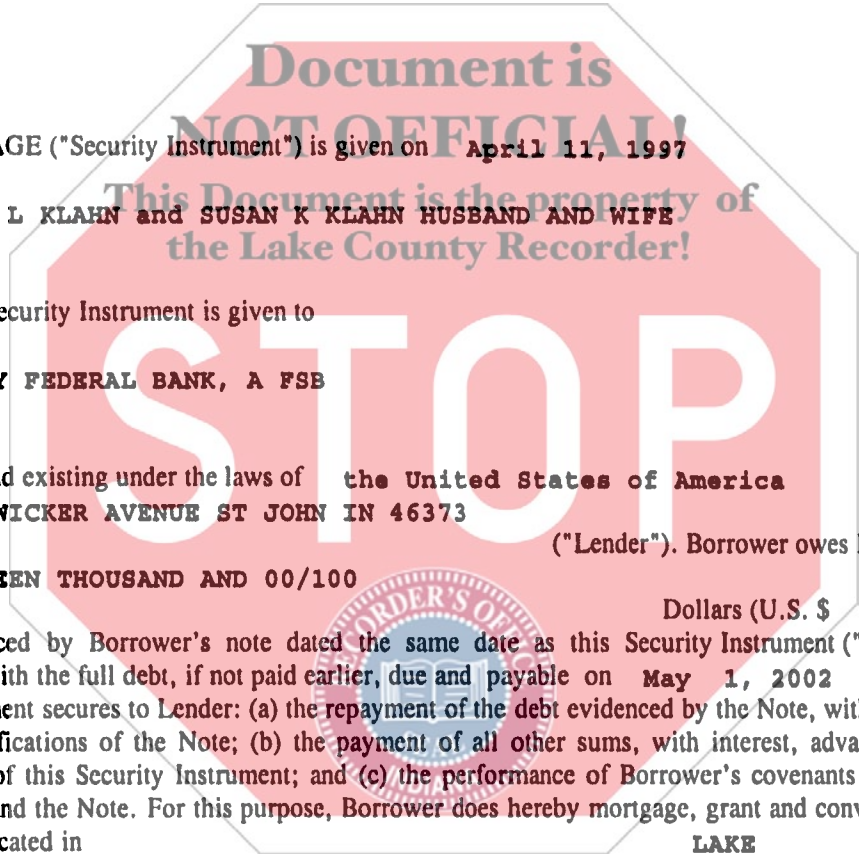 Document is
NOT OFFICIAL!
AGE ("Security Instrument") is given on April 11, 1997
This Document is the property of
L KLAHN and SUSAN K KLAHN HUSBAND AND WIFE
the Lake County Recorder!
ecurity Instrument is given to
STOP
Y FEDERAL BANK, A FSB
d existing under the laws of the United States of America
WICKER AVENUE ST JOHN IN 46373
("Lender"). Borrower owes
EEN THOUSAND AND 00/100
RECORDER'S OFFICE
Dollars (U.S. $
ced by Borrower's note dated the same date as this Security Instrument ("
ith the full debt, if not paid earlier, due and payable on May 1, 2002
ent secures to Lender: (a) the repayment of the debt evidenced by the Note, wit
fications of the Note; (b) the payment of all other sums, with interest, adva
of this Security Instrument; and (c) the performance of Borrower's covenants
nd the Note. For this purpose, Borrower does hereby mortgage, grant and conv
cated in LAKE